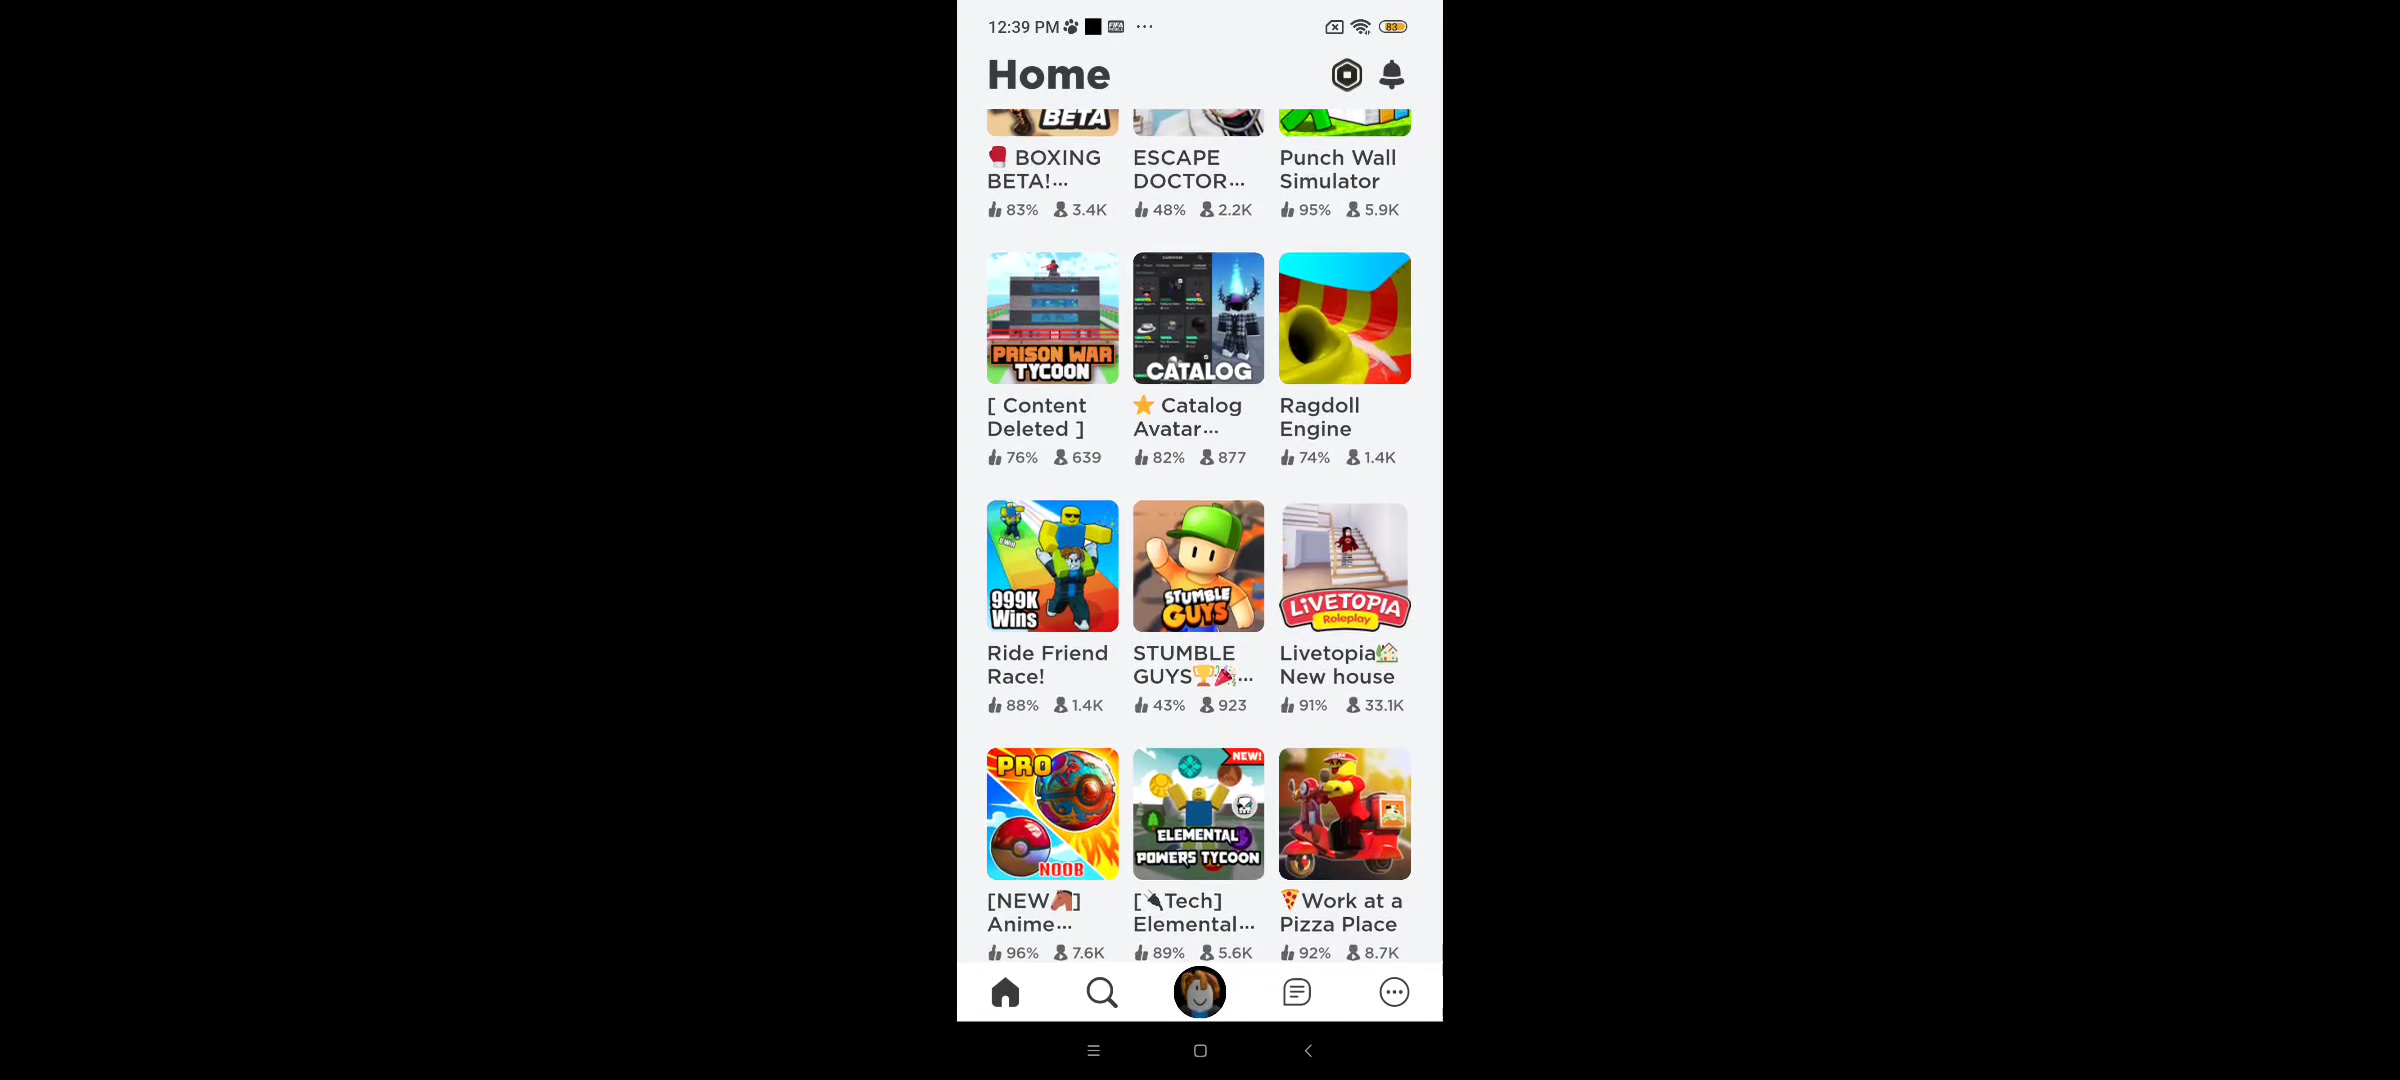 12:39 PM ...
83
Home
BETA
BOXING BETA!...
83% 3.4K
ESCAPE DOCTOR...
48% 2.2K
Punch Wall Simulator
95% 5.9K
PRISON WAR
TYCOON
[ Content Deleted ]
76% 639
CATALOG
⭐ Catalog Avatar...
82% 877
Ragdoll Engine
74% 1.4K
999K
Wins
Ride Friend Race!
88% 1.4K
STUMBLE
GUYS
STUMBLE GUYS🏆🎉...
43% 923
LIVETOPIA
Roleplay
Livetopia🏡 New house
91% 33.1K
PRO
NOOB
[NEW🐴] Anime...
96% 7.6K
NEW!
ELEMENTAL
POWERS TYCOON
[🔌Tech] Elemental...
89% 5.6K
🍕Work at a Pizza Place
92% 8.7K